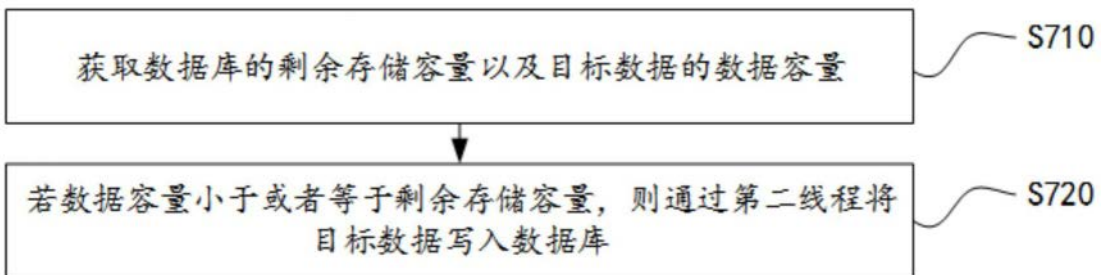 获取数据库的剩余存储容量以及目标数据的数据容量
S710
若数据容量小于或者等于剩余存储容量，则通过第二线程将
目标数据写入数据库
S720